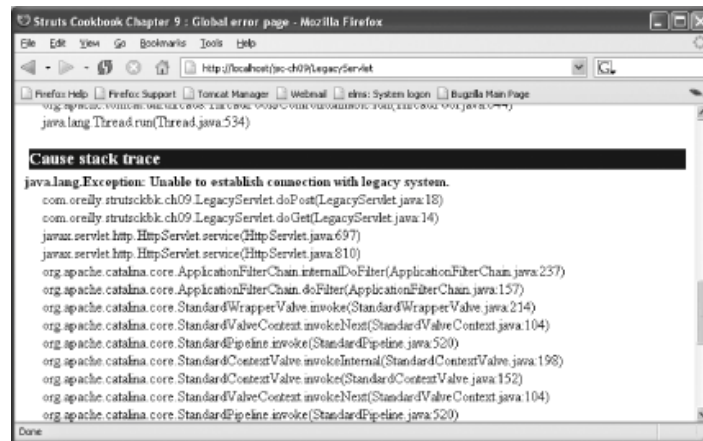 Struts Cookbook Chapter 9 : Global error page - Mozilla Firefox
File Edit View Go Bookmarks Tools Help
http://localhost/jsc-ch09/LegacyServlet G.
Firefox Help Firefox Support Tomcat Manager Webmail elms: System logon Bugzilla Main Page
java.lang.Thread.run(Thread.java:534)
Cause stack trace
java.lang.Exception: Unable to establish connection with legacy system.
com.oreilly.strutsckbk.ch09.LegacyServlet.doPost(LegacyServlet.java:18)
com.oreilly.strutsckbk.ch09.LegacyServlet.doGet(LegacyServlet.java:14)
javax.servlet.http.HttpServlet.service(HttpServlet.java:697)
javax.servlet.http.HttpServlet.service(HttpServlet.java:810)
org.apache.catalina.core.ApplicationFilterChain.internalDoFilter(ApplicationFilterChain.java:237)
org.apache.catalina.core.ApplicationFilterChain.doFilter(ApplicationFilterChain.java:157)
org.apache.catalina.core.StandardWrapperValve.invoke(StandardWrapperValve.java:214)
org.apache.catalina.core.StandardValveContext.invokeNext(StandardValveContext.java:104)
org.apache.catalina.core.StandardPipeline.invoke(StandardPipeline.java:520)
org.apache.catalina.core.StandardContextValve.invokeInternal(StandardContextValve.java:198)
org.apache.catalina.core.StandardContextValve.invoke(StandardContextValve.java:152)
org.apache.catalina.core.StandardValveContext.invokeNext(StandardValveContext.java:104)
org.apache.catalina.core.StandardPipeline.invoke(StandardPipeline.java:520)
Done